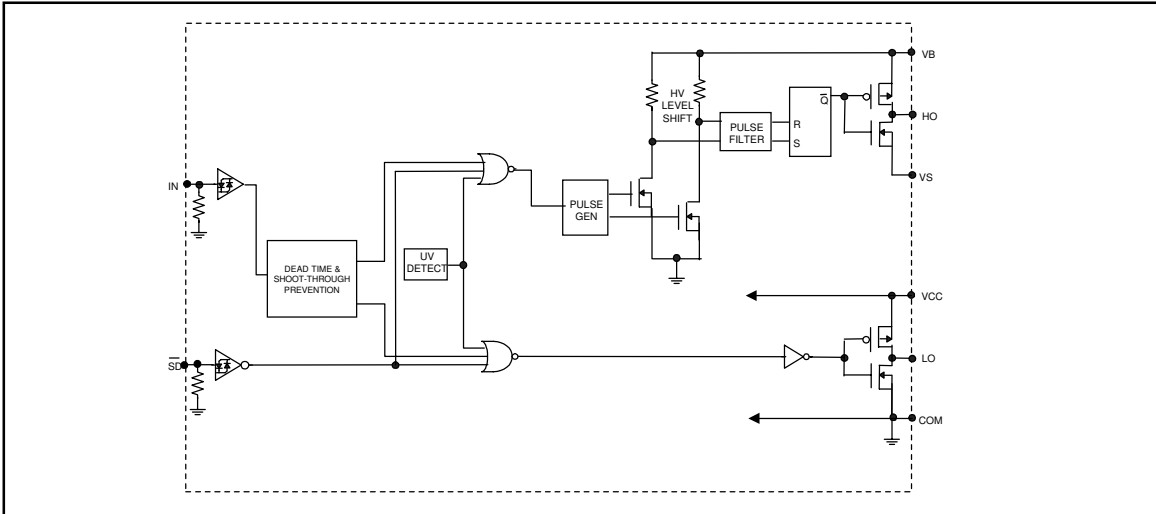 VB
HV
LEVEL
SHIFT
Q̅
HO
PULSE
FILTER
R
S
VS
IN
PULSE
GEN
UV
DETECT
DEAD TIME &
SHOOT-THROUGH
PREVENTION
VCC
S̅D̅
LO
COM